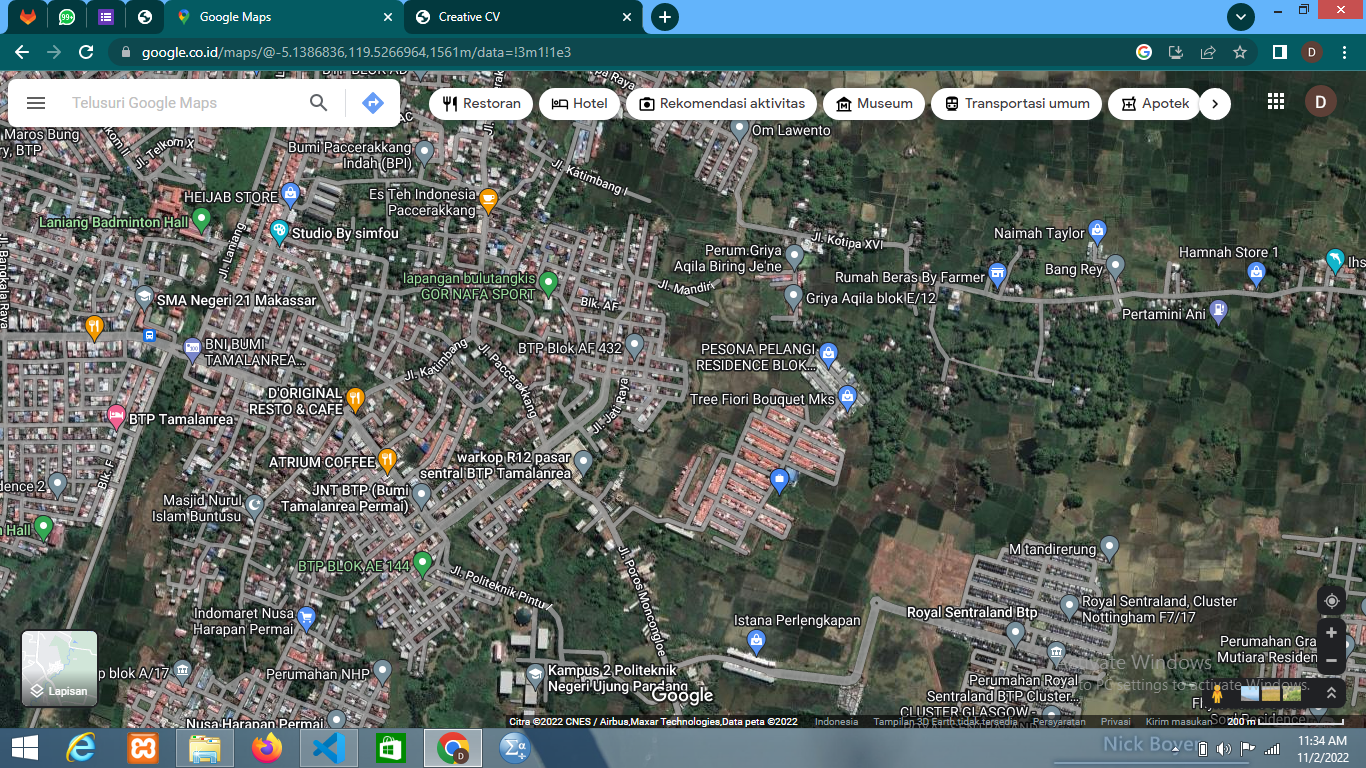 99+
Google Maps
Creative CV
google.co.id/maps/@-5.1386836,119.5266964,1561m/data=!3m1!1e3
D
Telusuri Google Maps
Restoran
Hotel
Rekomendasi aktivitas
Museum
Transportasi umum
Apotek
D
BTP BLOK AD
Maros Bung
ry, BTP
Jl. Telkom X
Bumi Paccerakkang
Indah (BPI)
Om Lawento
Jl. Katimbang I
HEIJAB STORE
Es Teh Indonesia
Paccerakkang
Laniang Badminton Hall
Studio By simfou
Jl. Laniang
Jl. Kotipa XVI
Naimah Taylor
Perum.Griya
Aqila Biring Je'ne
Hamnah Store 1
Bang Rey
Ihs
Rumah Beras By Farmer
lapangan bulutangkis
GOR NAFA SPORT
Jl. Mandiri
Griya Aqila blok E/12
SMA Negeri 21 Makassar
Blk. AF
Pertamini Ani
Jl. Bangkala Raya
BNI BUMI
TAMALANREA...
BTP Blok AF 432
PESONA PELANGI
RESIDENCE BLOK...
Jl. Katimbang
Jl. Paccerakkang
D'ORIGINAL
RESTO & CAFE
Jl. Jati Raya
Tree Fiori Bouquet Mks
BTP Tamalanrea
ATRIUM COFFEE
warkop R12 pasar
sentral BTP Tamalanrea
Blk. F
dence 2
JNT BTP (Bumi
Tamalanrea Permai)
Masjid Nurul
Islam Buntusu
n Hall
Jl. Poros Moncongloe
M tandirerung
BTP BLOK AE 144
Jl. Politeknik Pintu I
Indomaret Nusa
Harapan Permai
Istana Perlengkapan
Royal Sentraland Btp
Royal Sentraland, Cluster
Nottingham F7/17
Perumahan Gra
Mutiara Residen
p blok A/17
Perumahan NHP
Kampus 2 Politeknik
Negeri Ujung Pandang
Perumahan Royal
Sentraland BTP Cluster...
CLUSTER GLASGOW -
Nusa Harapan Permai
Lapisan
Google
Activate Windows
to PC settings to activate Windows.
Citra ©2022 CNES / Airbus,Maxar Technologies,Data peta ©2022
Indonesia
Tampilan 3D Earth tidak tersedia
Persyaratan
Privasi
Kirim masukan
200 m
Nick Bover
11:34 AM
11/2/2022